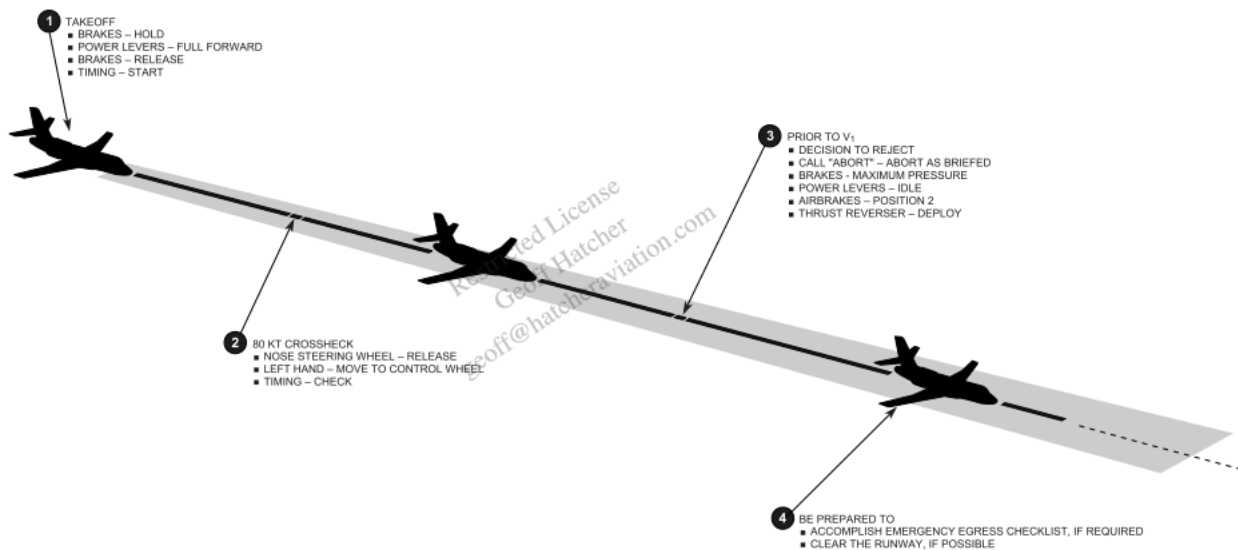 1 TAKEOFF
■ BRAKES – HOLD
■ POWER LEVERS – FULL FORWARD
■ BRAKES – RELEASE
■ TIMING – START
2 80 KT CROSSHECK
■ NOSE STEERING WHEEL – RELEASE
■ LEFT HAND – MOVE TO CONTROL WHEEL
■ TIMING – CHECK
3 PRIOR TO V₁
■ DECISION TO REJECT
■ CALL "ABORT" – ABORT AS BRIEFED
■ BRAKES - MAXIMUM PRESSURE
■ POWER LEVERS – IDLE
■ AIRBRAKES – POSITION 2
■ THRUST REVERSER – DEPLOY
4 BE PREPARED TO
■ ACCOMPLISH EMERGENCY EGRESS CHECKLIST, IF REQUIRED
■ CLEAR THE RUNWAY, IF POSSIBLE
Restricted License
Geoff Hatcher
geoff@hatcheraviation.com